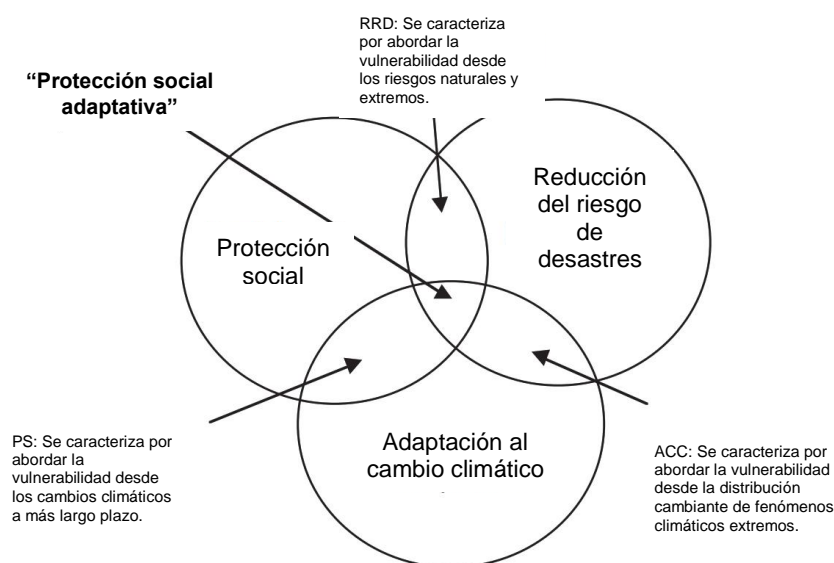 RRD: Se caracteriza
por abordar la
vulnerabilidad desde
los riesgos naturales y
extremos.
“Protección social
adaptativa”
Reducción
del riesgo
de
desastres
Protección
social
Adaptación al
cambio climático
PS: Se caracteriza por
abordar la
vulnerabilidad desde
los cambios climáticos
a más largo plazo.
ACC: Se caracteriza por
abordar la vulnerabilidad
desde la distribución
cambiante de fenómenos
climáticos extremos.